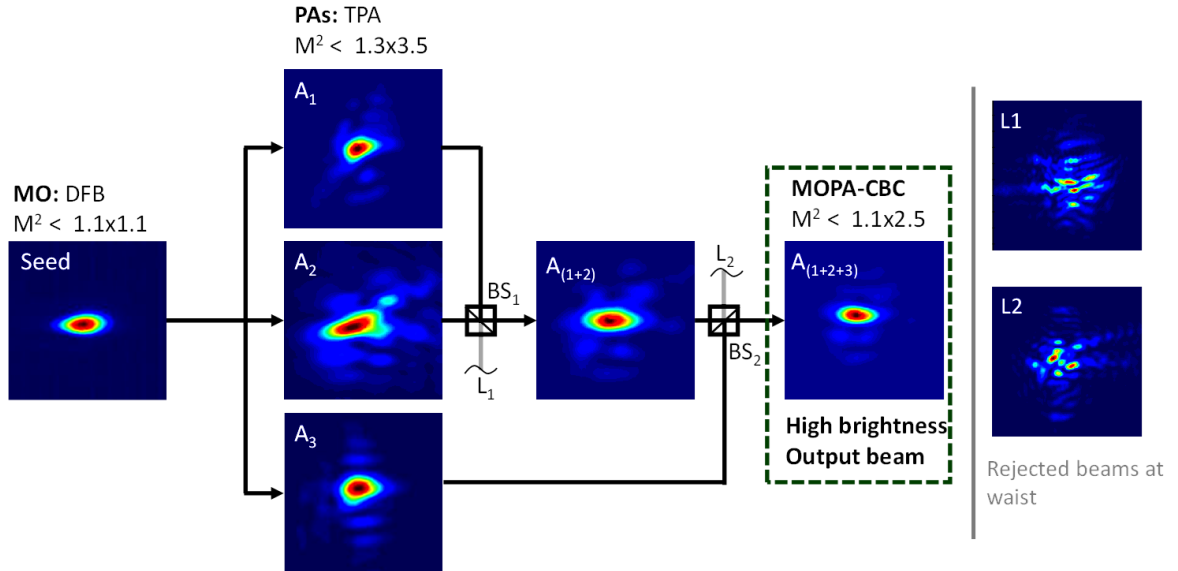 PAs: TPA
M² < 1.3x3.5
A₁
MO: DFB
M² < 1.1x1.1
Seed
A₂
BS₁
L₁
A₃
A₍₁₊₂₎
L₂
BS₂
MOPA-CBC
M² < 1.1x2.5
A₍₁₊₂₊₃₎
High brightness
Output beam
L1
L2
Rejected beams at
waist